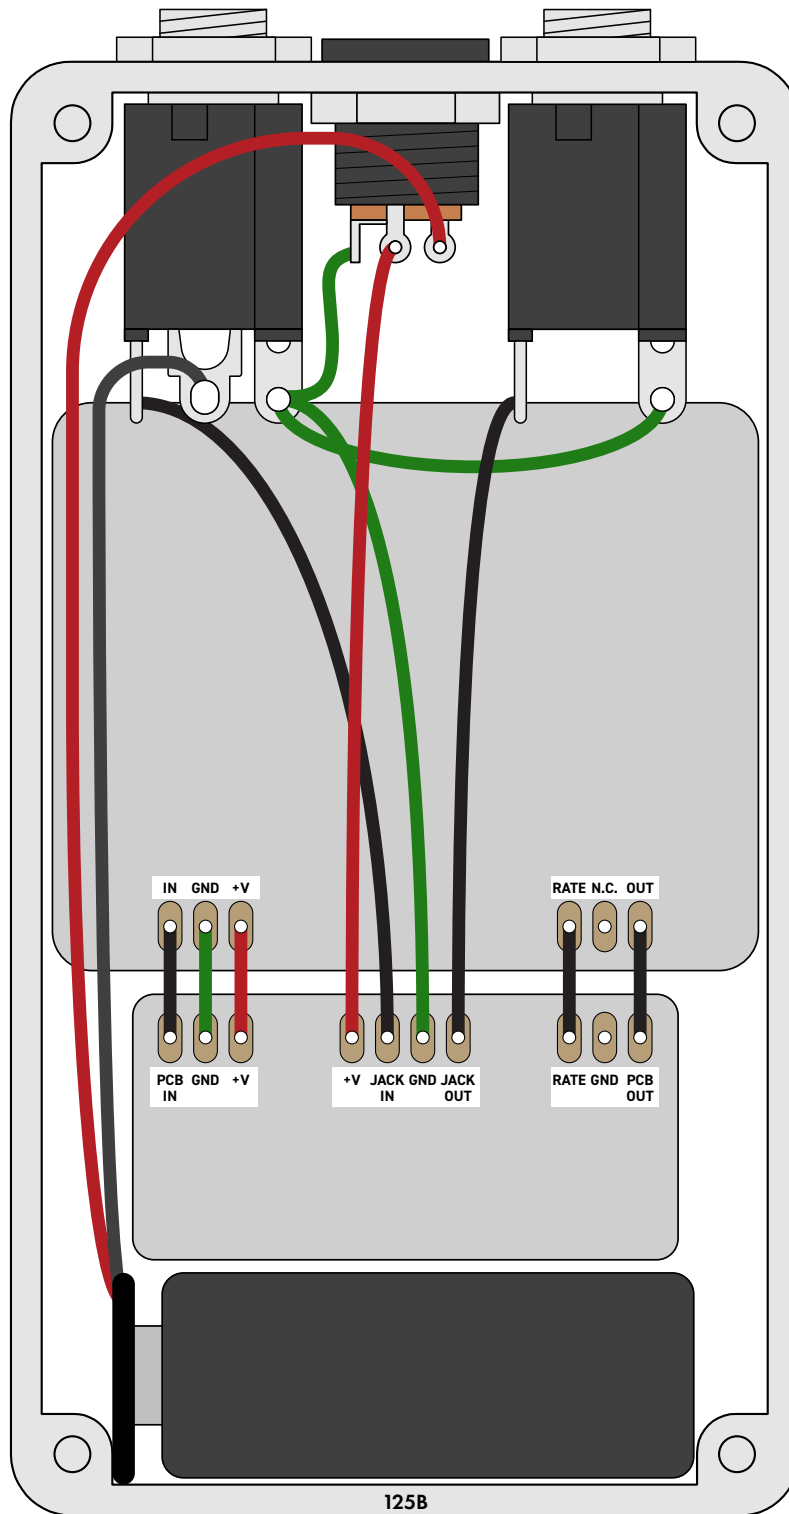 IN GND +V
RATE N.C. OUT
PCB IN GND +V
+V JACK IN GND JACK OUT
RATE GND PCB OUT
125B